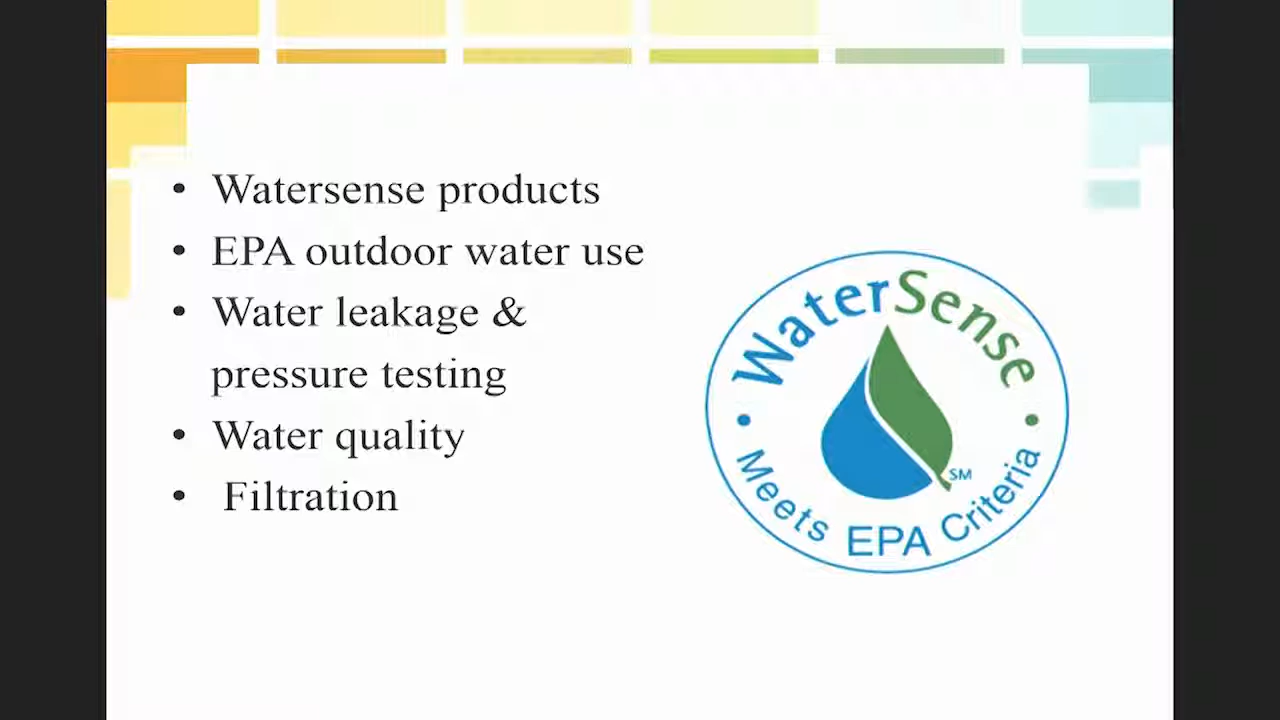 • Watersense products
• EPA outdoor water use
• Water leakage &
pressure testing
• Water quality
• Filtration
WaterSense
• Meets EPA Criteria •
SM